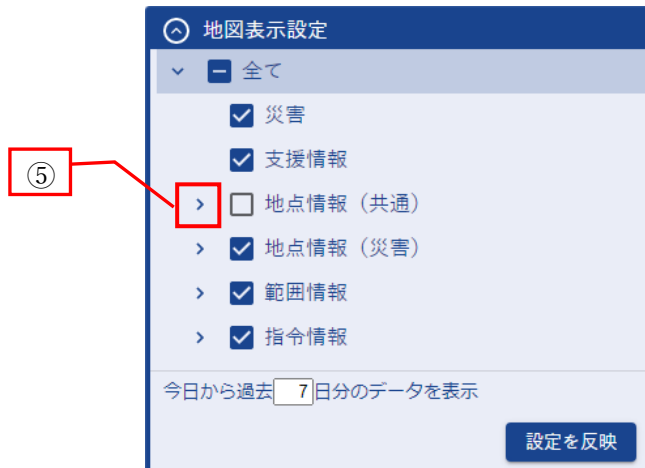 地図表示設定
全て
災害
支援情報
⑤
地点情報（共通）
地点情報（災害）
範囲情報
指令情報
今日から過去 7 日分のデータを表示
設定を反映